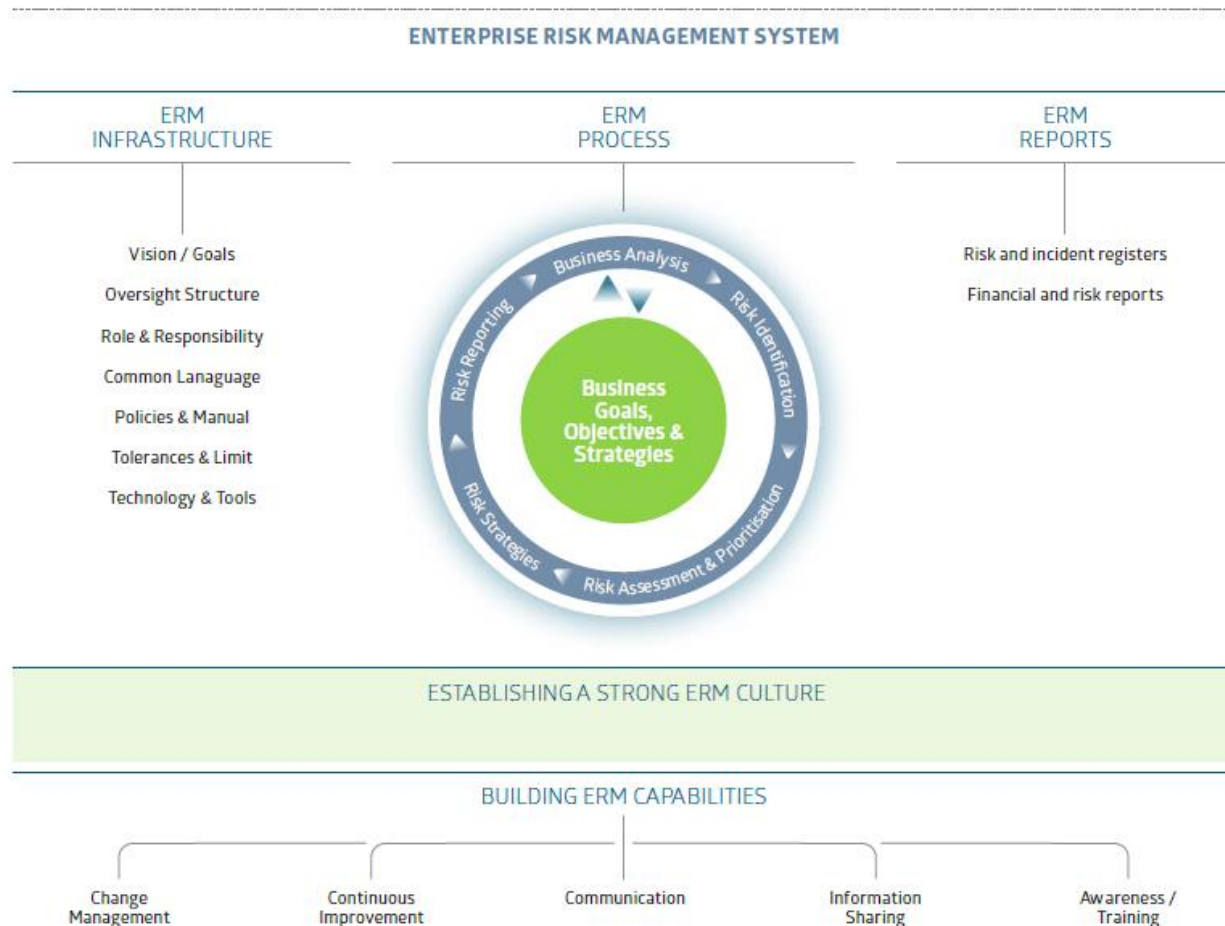 ENTERPRISE RISK MANAGEMENT SYSTEM
ERM
INFRASTRUCTURE
Vision / Goals
Oversight Structure
Role & Responsibility
Common Lanaguage
Policies & Manual
Tolerances & Limit
Technology & Tools
ERM
PROCESS
Business Analysis
Risk Identification
Risk Assessment & Prioritisation
Risk Strategies
Risk Reporting
Business
Goals,
Objectives &
Strategies
ERM
REPORTS
Risk and incident registers
Financial and risk reports
ESTABLISHING A STRONG ERM CULTURE
BUILDING ERM CAPABILITIES
Change
Management
Continuous
Improvement
Communication
Information
Sharing
Awareness /
Training